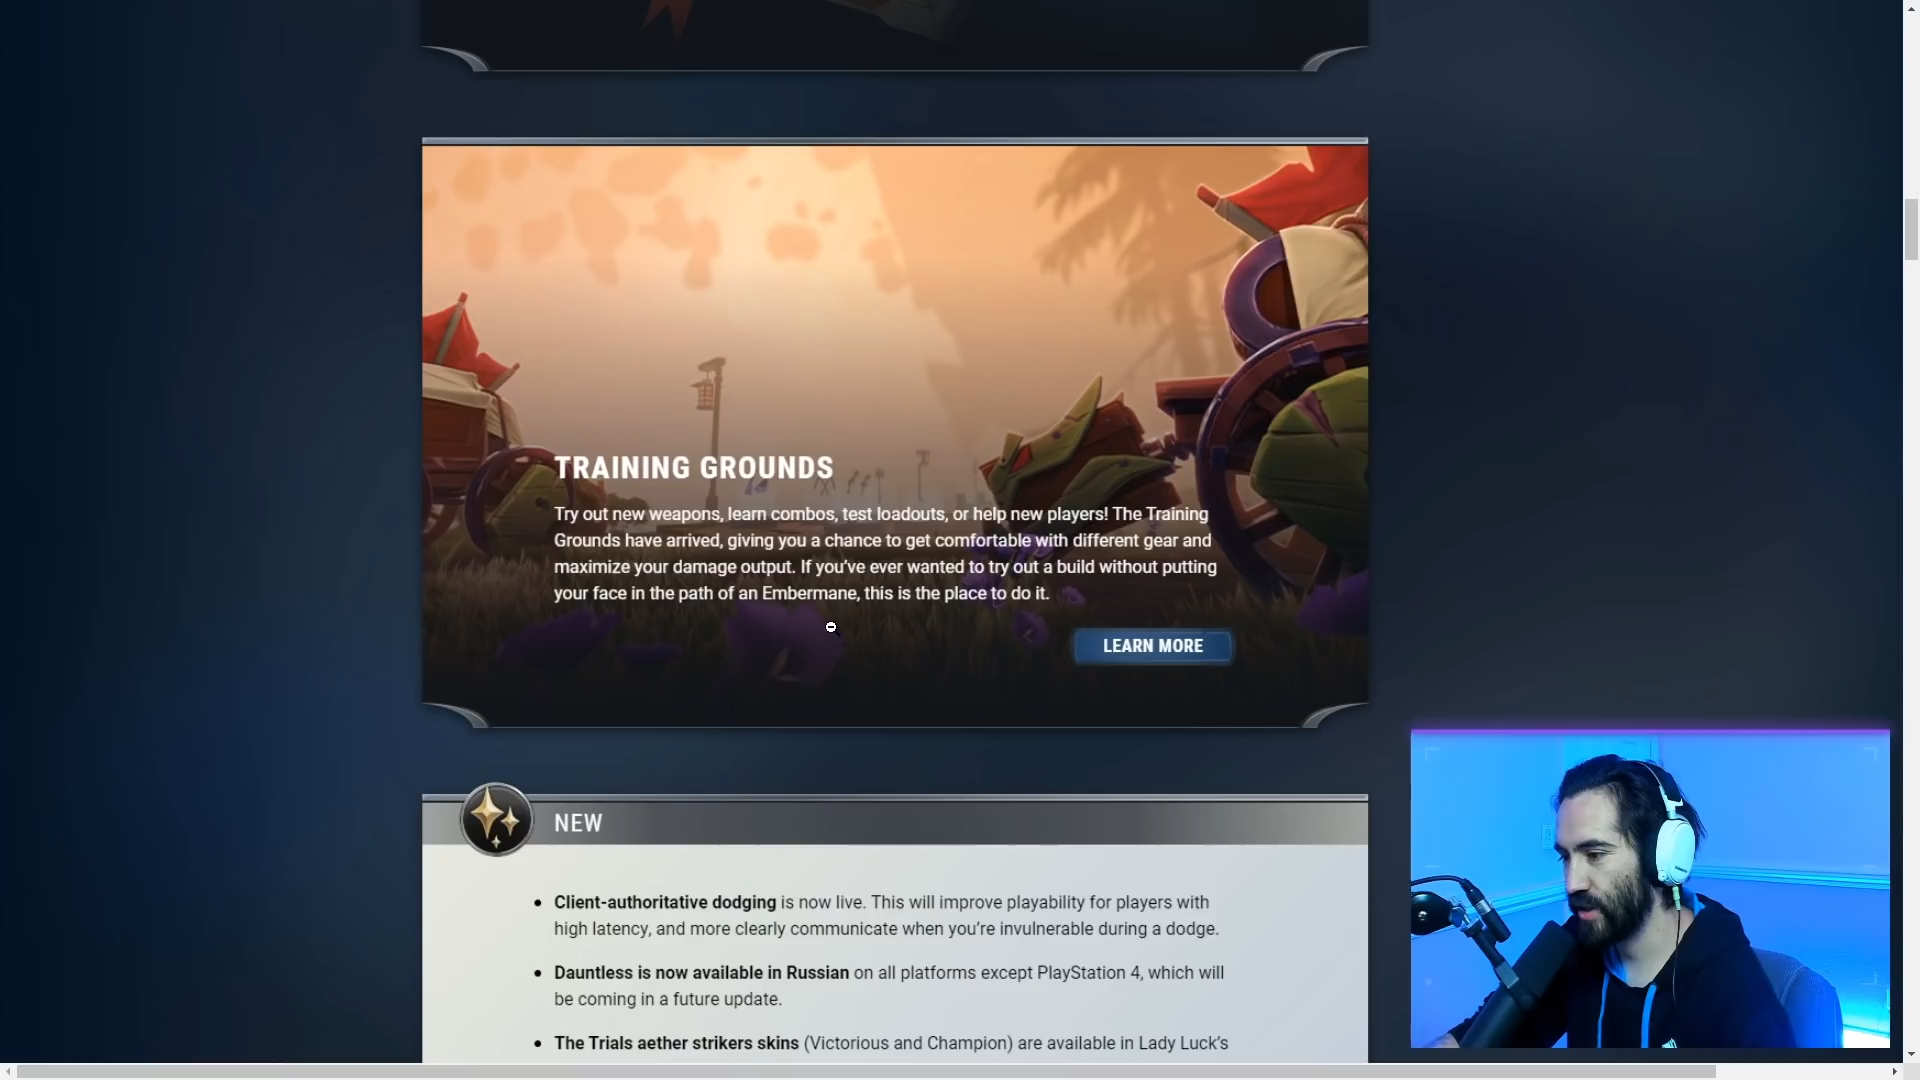 TRAINING GROUNDS
Try out new weapons, learn combos, test loadouts, or help new players! The Training
Grounds have arrived, giving you a chance to get comfortable with different gear and
maximize your damage output. If you've ever wanted to try out a build without putting
your face in the path of an Embermane, this is the place to do it.
LEARN MORE
NEW
• Client-authoritative dodging is now live. This will improve playability for players with
high latency, and more clearly communicate when you're invulnerable during a dodge.
• Dauntless is now available in Russian on all platforms except PlayStation 4, which will
be coming in a future update.
• The Trials aether strikers skins (Victorious and Champion) are available in Lady Luck's